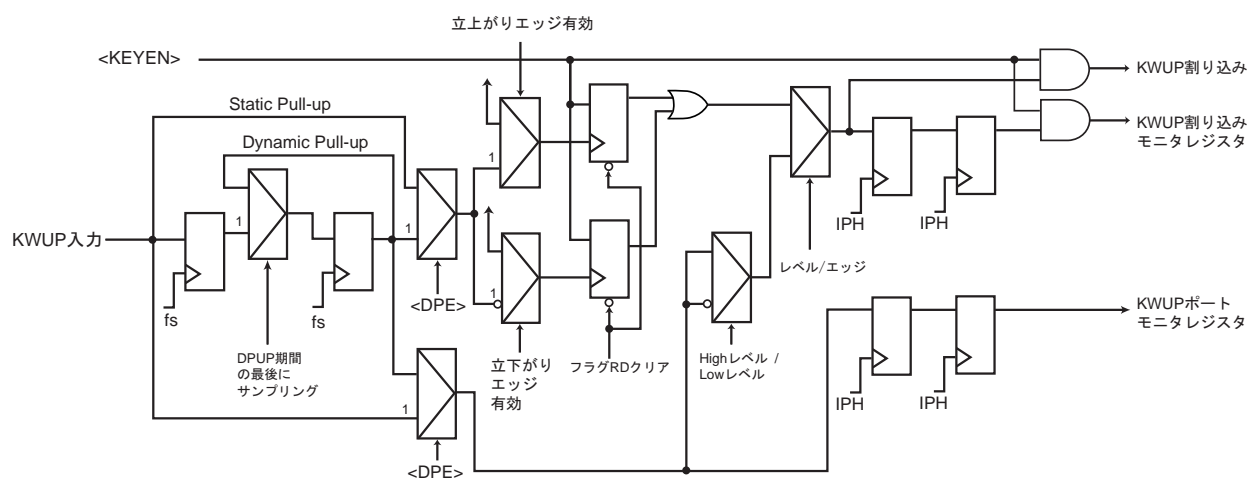 立上がりエッジ有効
<KEYEN>
KWUP割り込み
Static Pull-up
KWUP割り込み
モニタレジスタ
Dynamic Pull-up
1
1
1
KWUP入力
IPH
IPH
レベル/エッジ
1
<DPE>
fs
fs
KWUPポート
モニタレジスタ
DPUP期間
の最後に
サンプリング
立下がり
エッジ
有効
フラグRDクリア
Highレベル /
Lowレベル
1
IPH
IPH
<DPE>